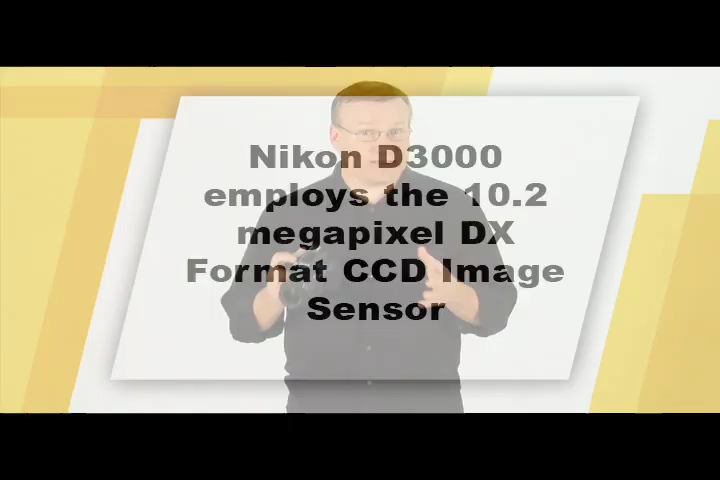 Nikon D3000
employs the 10.2
megapixel DX
Format CCD Image
Sensor